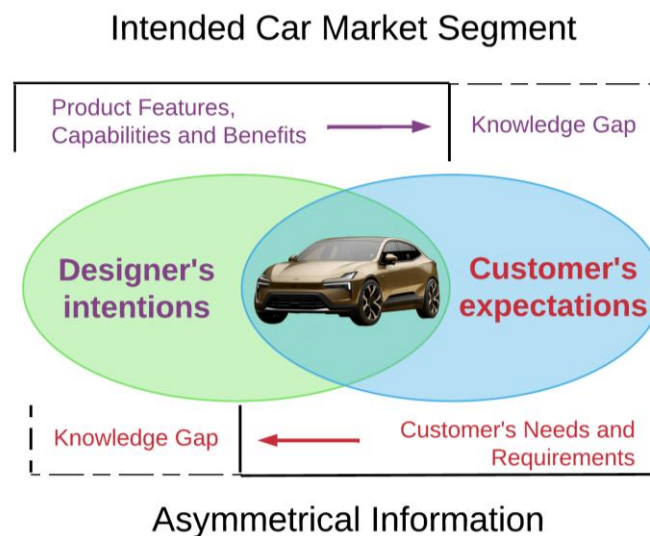 Intended Car Market Segment
Product Features,
Capabilities and Benefits
Knowledge Gap
Designer's
intentions
Customer's
expectations
Knowledge Gap
Customer's Needs and
Requirements
Asymmetrical Information